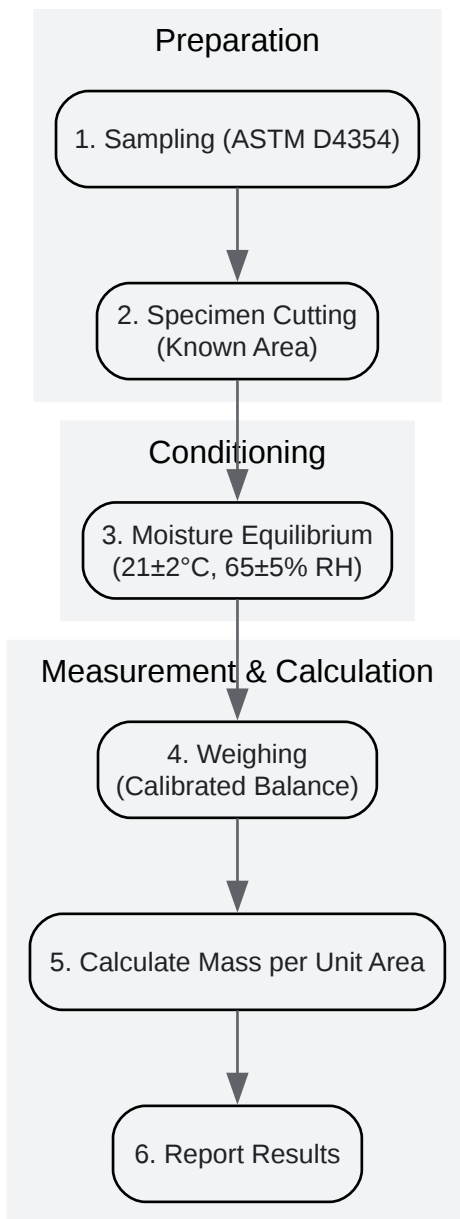 Preparation
1. Sampling (ASTM D4354)
2. Specimen Cutting
(Known Area)
Conditioning
3. Moisture Equilibrium
(21±2°C, 65±5% RH)
Measurement & Calculation
4. Weighing
(Calibrated Balance)
5. Calculate Mass per Unit Area
6. Report Results